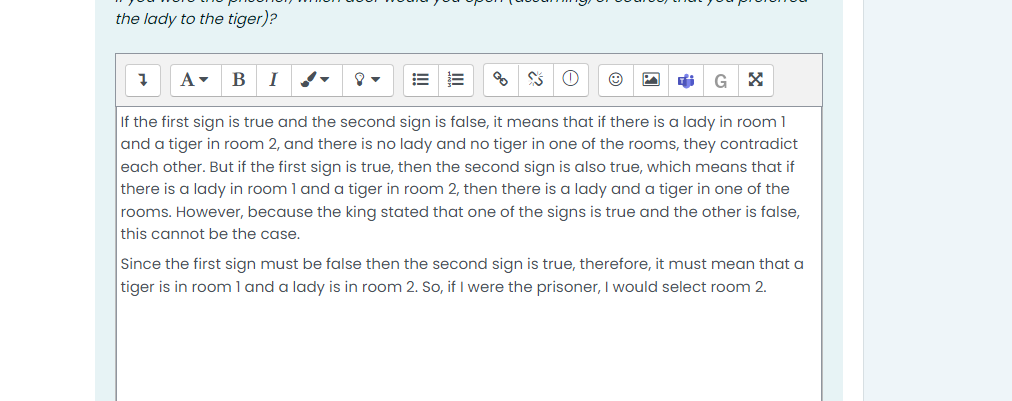 the lady to the tiger)?
A B I
G
If the first sign is true and the second sign is false, it means that if there is a lady in room 1
and a tiger in room 2, and there is no lady and no tiger in one of the rooms, they contradict
each other. But if the first sign is true, then the second sign is also true, which means that if
there is a lady in room 1 and a tiger in room 2, then there is a lady and a tiger in one of the
rooms. However, because the king stated that one of the signs is true and the other is false,
this cannot be the case.
Since the first sign must be false then the second sign is true, therefore, it must mean that a
tiger is in room 1 and a lady is in room 2. So, if I were the prisoner, I would select room 2.